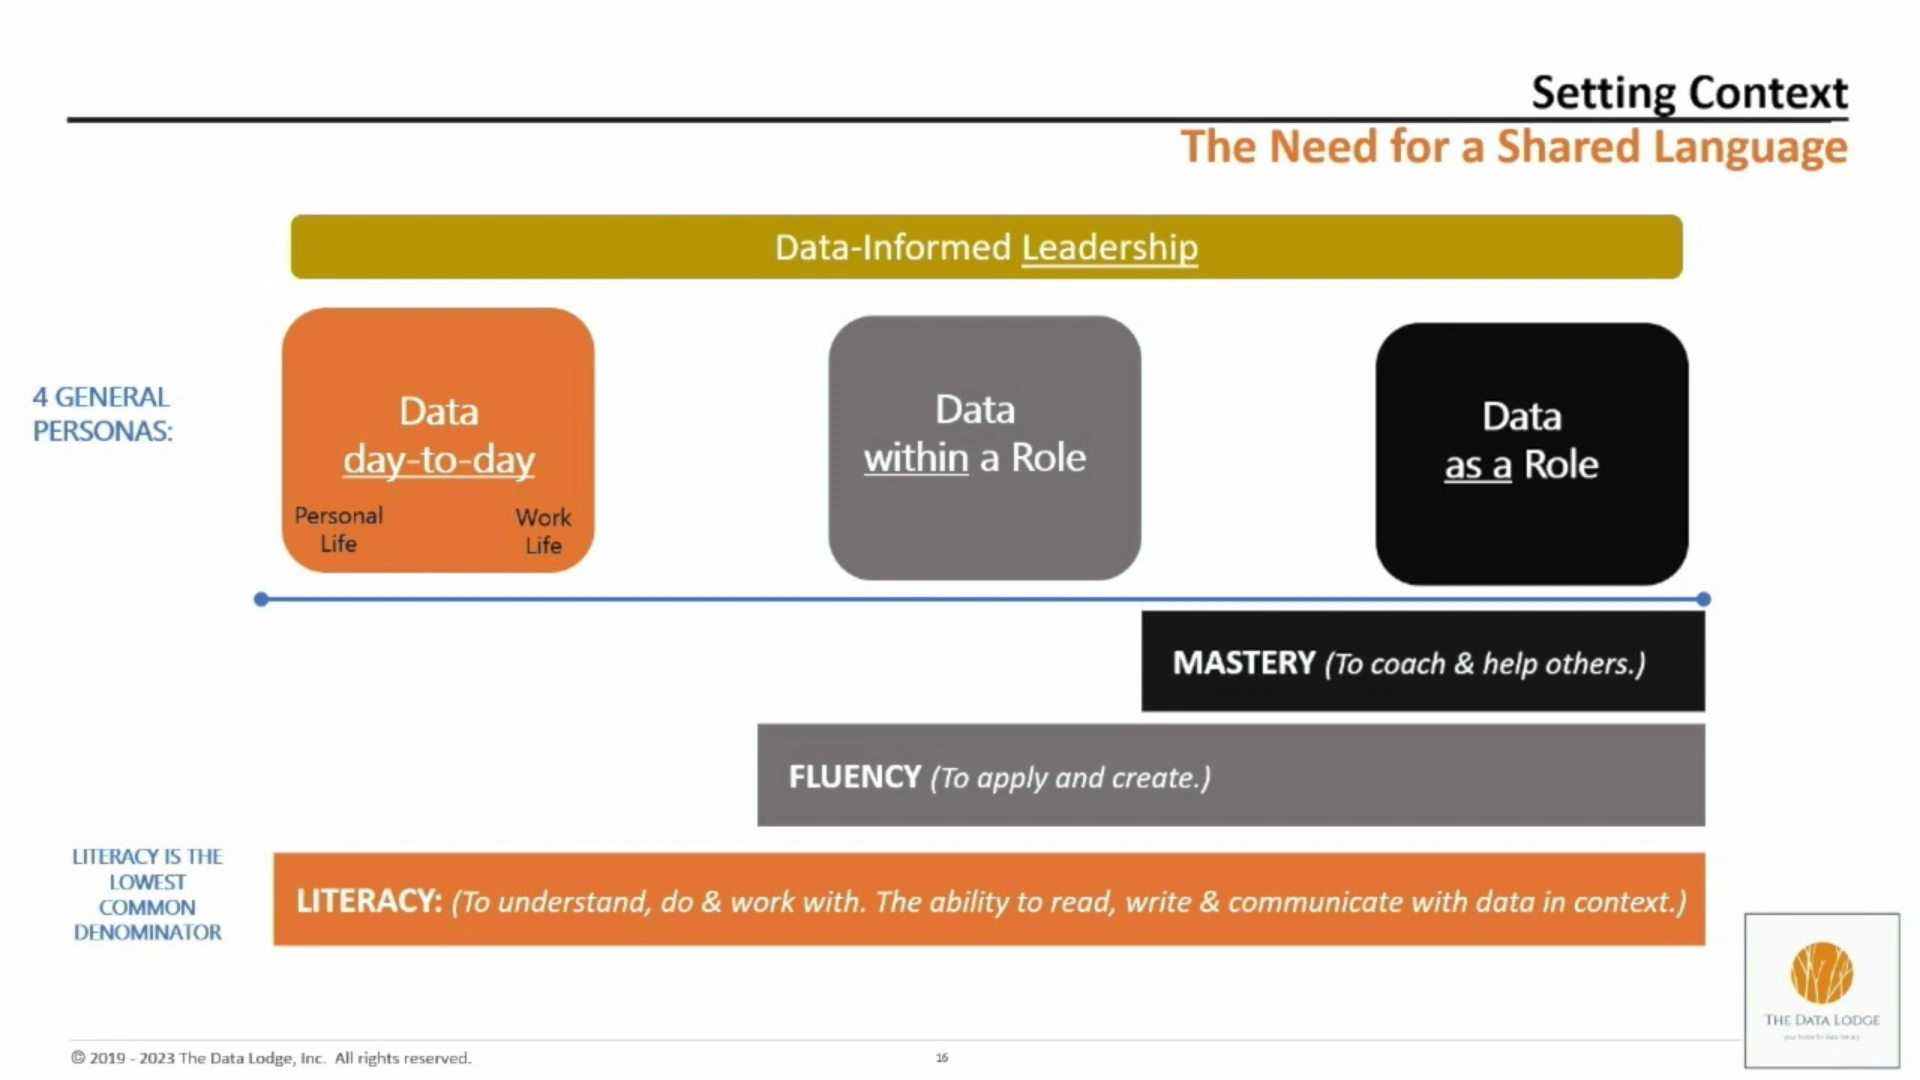 Setting Context
The Need for a Shared Language
Data-Informed Leadership
4 GENERAL
PERSONAS:
Data
day-to-day
Personal
Life
Work
Life
Data
within a Role
Data
as a Role
MASTERY (To coach & help others.)
FLUENCY (To apply and create.)
LITERACY IS THE
LOWEST
COMMON
DENOMINATOR
LITERACY: (To understand, do & work with. The ability to read, write & communicate with data in context.)
THE DATA LODGE
© 2019 - 2023 The Data Lodge, Inc. All rights reserved.
16